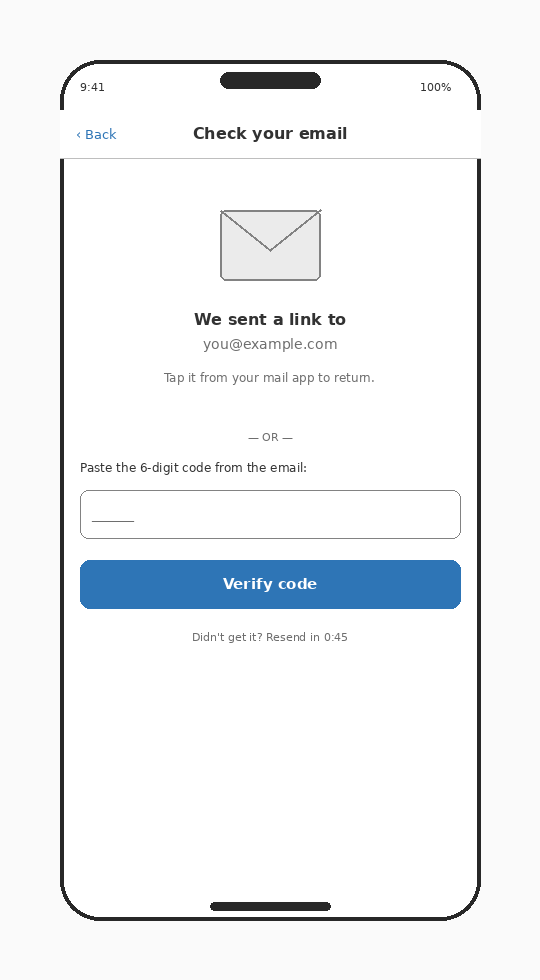 9:41
100%
‹ Back
Check your email
We sent a link to
you@example.com
Tap it from your mail app to return.
— OR —
Paste the 6-digit code from the email:
______
Verify code
Didn't get it? Resend in 0:45